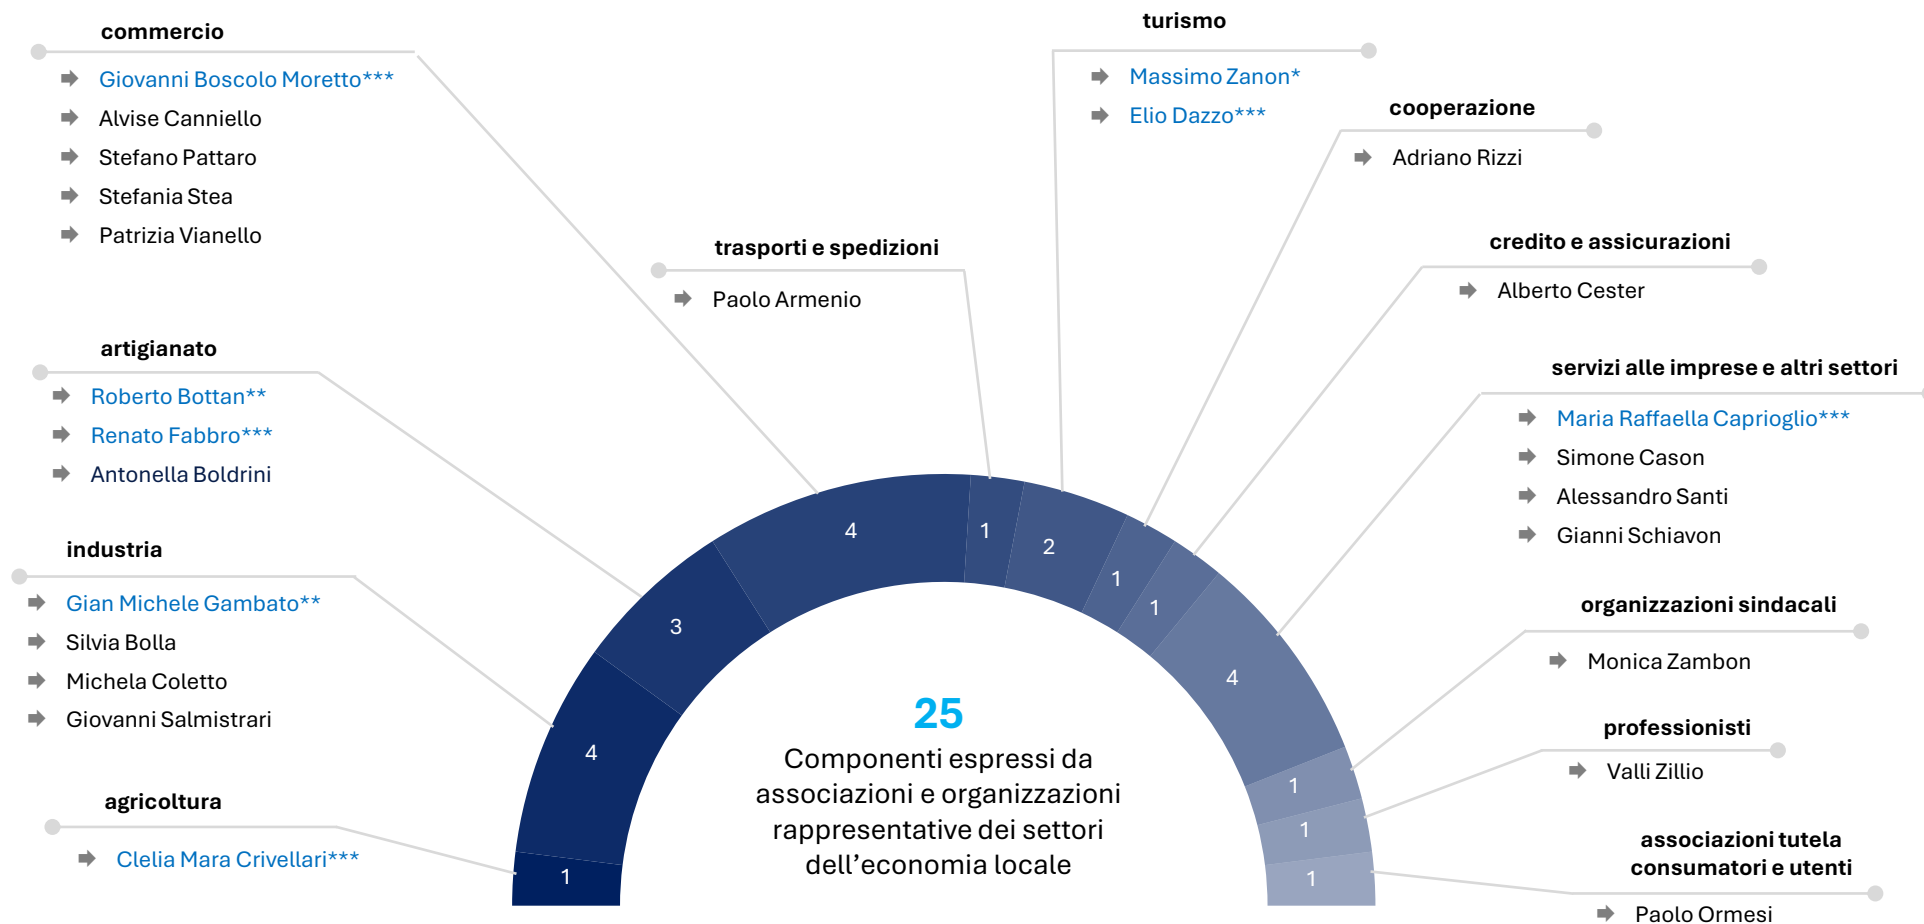 commercio
Giovanni Boscolo Moretto***
Alvise Canniello
Stefano Pattaro
Stefania Stea
Patrizia Vianello
artigianato
Roberto Bottan**
Renato Fabbro***
Antonella Boldrini
industria
Gian Michele Gambato**
Silvia Bolla
Michela Coletto
Giovanni Salmistrari
agricoltura
Clelia Mara Crivellari***
trasporti e spedizioni
Paolo Armenio
turismo
Massimo Zanon*
Elio Dazzo***
cooperazione
Adriano Rizzi
credito e assicurazioni
Alberto Cester
servizi alle imprese e altri settori
Maria Raffaella Caprioglio***
Simone Cason
Alessandro Santi
Gianni Schiavon
organizzazioni sindacali
Monica Zambon
professionisti
Valli Zillio
associazioni tutela
consumatori e utenti
Paolo Ormesi
1
4
3
4
1
2
1
1
4
1
1
1
25
Componenti espressi da
associazioni e organizzazioni
rappresentative dei settori
dell’economia locale